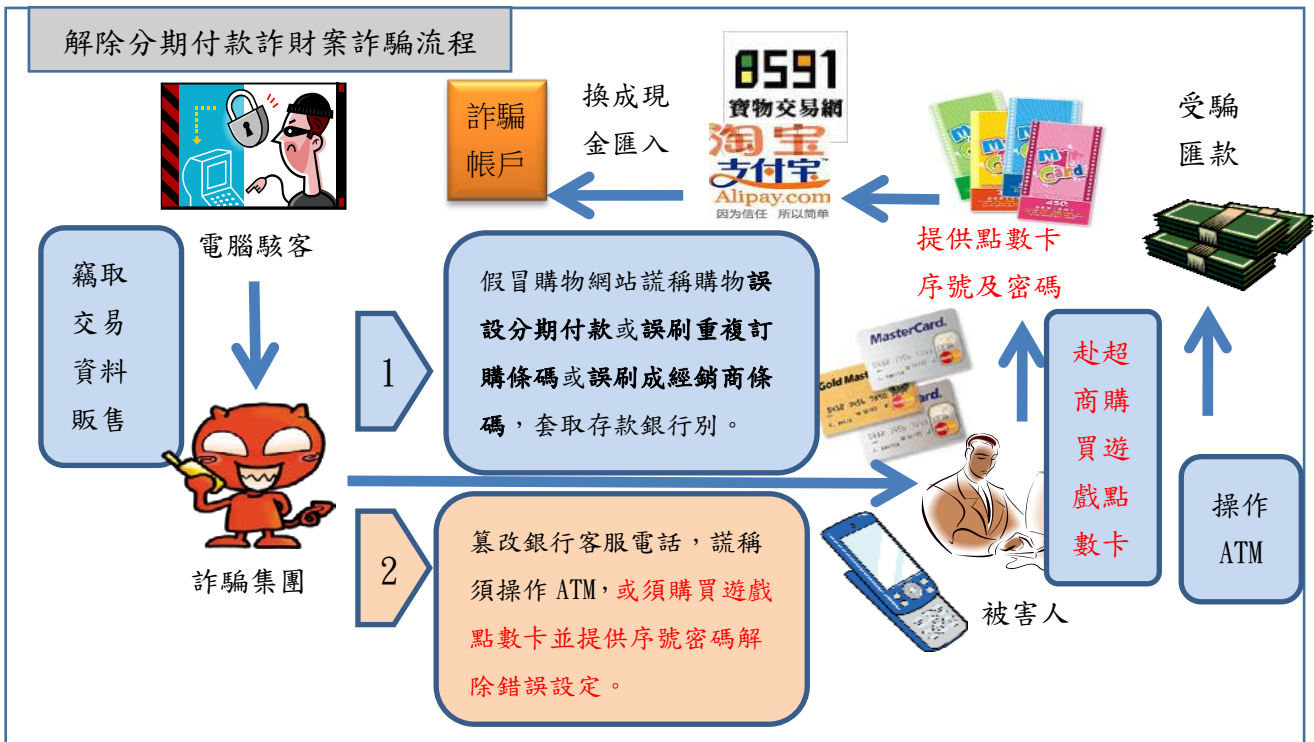 解除分期付款詐財案詐騙流程
電腦駭客
竊取
交易
資料
販售
詐騙集團
1
假冒購物網站謊稱購物誤
設分期付款或誤刷重複訂
購條碼或誤刷成經銷商條
碼，套取存款銀行別。
2
篡改銀行客服電話，謊稱
須操作 ATM，或須購買遊戲
點數卡並提供序號密碼解
除錯誤設定。
被害人
MasterCard.
Gold Mast
ard.
赴超
商購
買遊
戲點
數卡
操作
ATM
提供點數卡
序號及密碼
My
Card
450
受騙
匯款
8591
寶物交易網
淘宝
支付宝
Alipay.com
因为信任 所以简单
換成現
金匯入
詐騙
帳戶